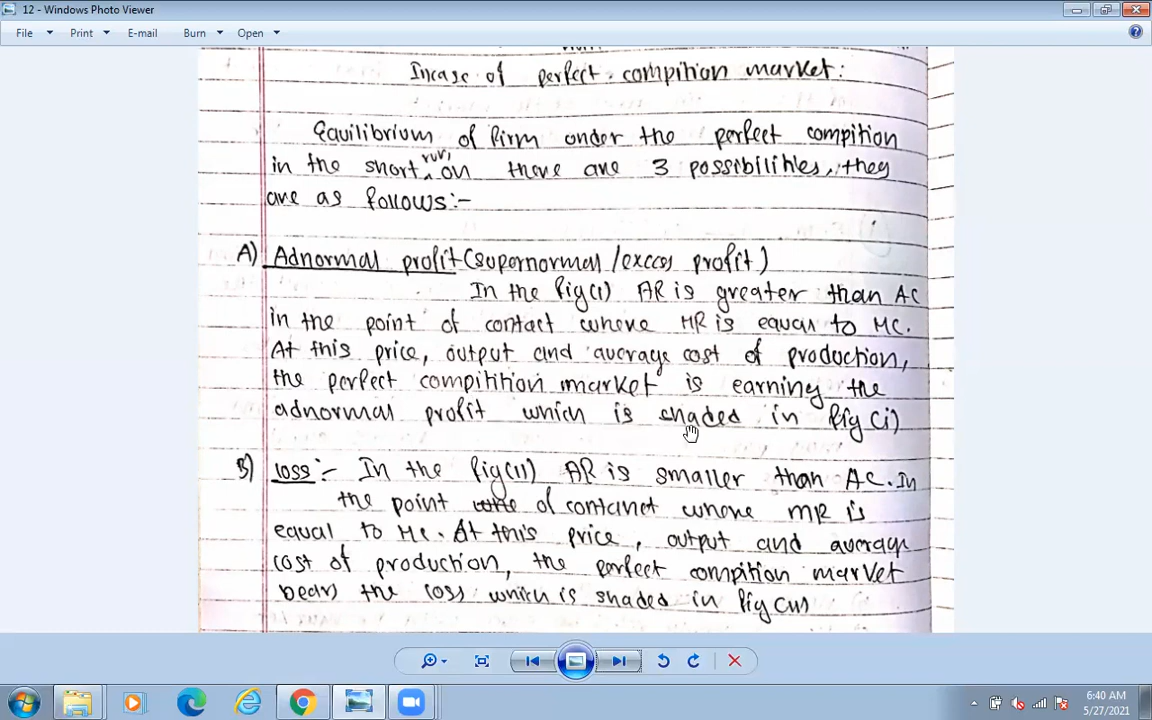 12 - Windows Photo Viewer
File Print E-mail Burn Open
Incase of perfect compition market:
Equilibrium of firm under the perfect compition
in the short run, on there are 3 possibilities, they
are as follows:-
A) Adnormal profit (supernormal /excess profit)
In the fig(1) AR is greater than AC
in the point of contact where MR is equal to MC.
At this price, output and average cost of production,
the perfect compitition market is earning the
adnormal profit which is shaded in fig (i)
B) loss:- In the fig(11) AR is smaller than AC. In
the point of contanct where MR is
equal to Mc. At this price, output and average
cost of production, the perfect compition market
bears the loss which is shaded in fig
6:40 AM
5/27/2021